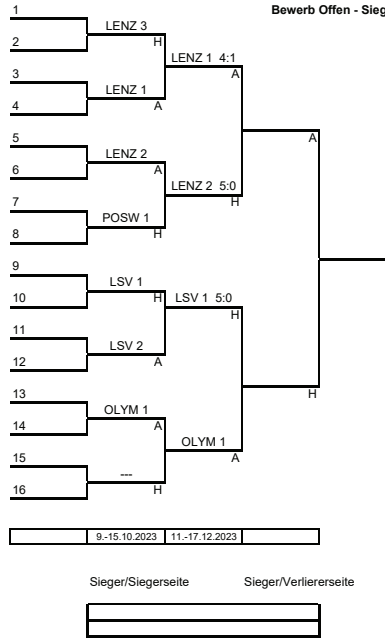 Bewerb Offen - Sieg
1
LENZ 3
2
H
LENZ 1 4:1
3
A
LENZ 1
4
A
5
A
LENZ 2
6
A
LENZ 2 5:0
7
H
POSW 1
8
H
9
LSV 1
10
H
LSV 1 5:0
11
H
LSV 2
12
A
13
H
OLYM 1
14
A
OLYM 1
15
A
---
16
H
9.-15.10.2023 11.-17.12.2023
Sieger/Siegerseite Sieger/Verliererseite